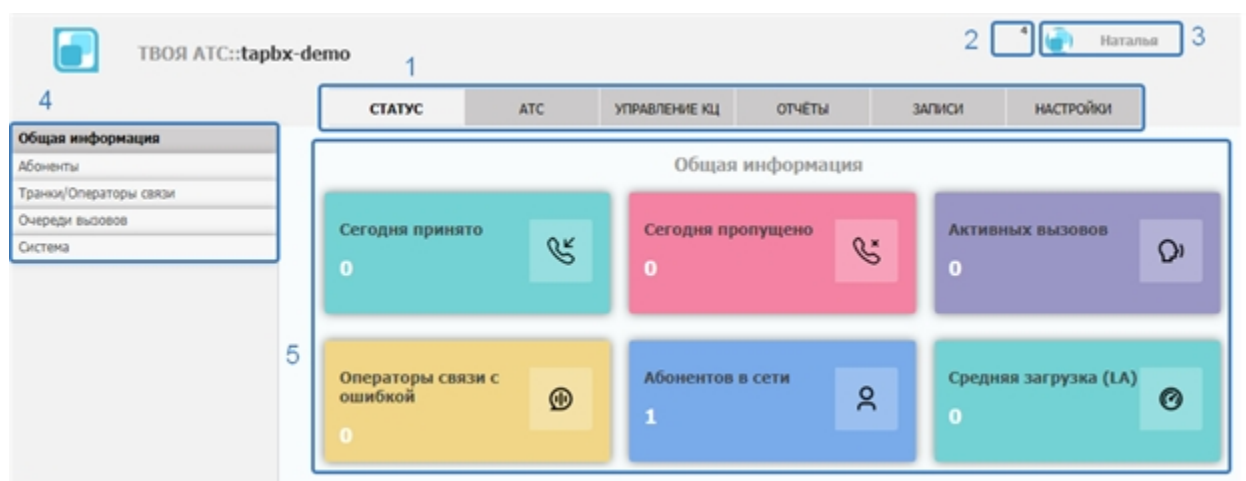 ТВОЯ АТС::tapbx-demo
2
4
Наталья
3
1
4
СТАТУС
АТС
УПРАВЛЕНИЕ КЦ
ОТЧЁТЫ
ЗАПИСИ
НАСТРОЙКИ
Общая информация
Абоненты
Транки/Операторы связи
Очереди вызовов
Система
Общая информация
Сегодня принято
0
Сегодня пропущено
0
Активных вызовов
0
5
Операторы связи с
ошибкой
0
Абонентов в сети
1
Средняя загрузка (LA)
0